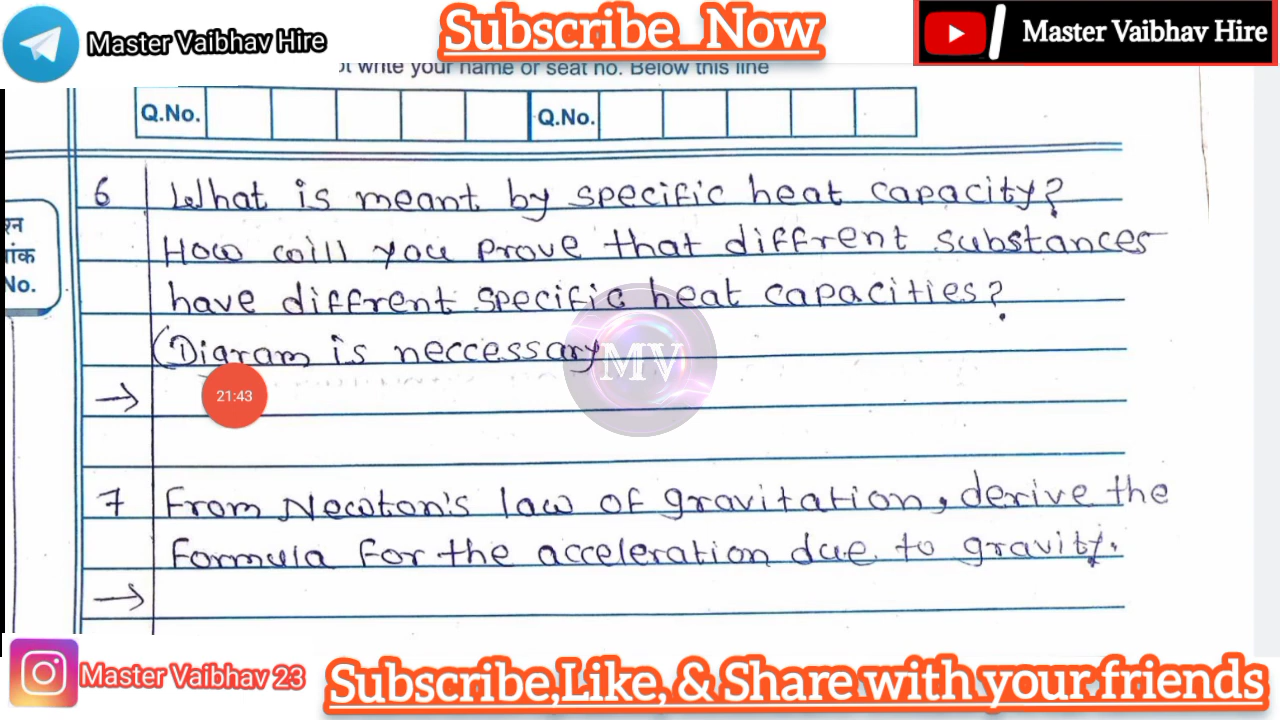 Master Vaibhav Hire
Subscribe Now
Master Vaibhav Hire
write your name or seat no. Below this line
Q.No.
Q.No.
6 What is meant by specific heat capacity?
How will you prove that diffrent substances
have diffrent specific heat capacities?
(Digram is neccessary
No.
MV
→
21:43
7 From Newton's law of gravitation, derive the
formula for the acceleration due to gravity.
→
Master Vaibhav 23
Subscribe,Like, & Share with your friends